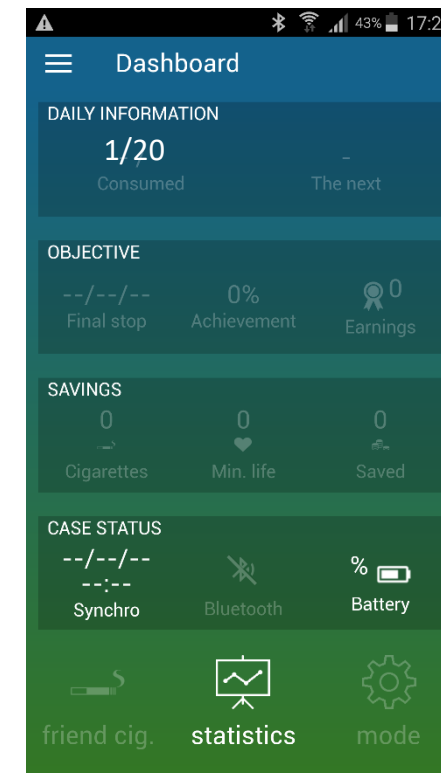 43% 17:2
Dashboard
DAILY INFORMATION
1/20 -
Consumed The next
OBJECTIVE
--/--/-- 0% 0
Final stop Achievement Earnings
SAVINGS
0 0 0
Cigarettes Min. life Saved
CASE STATUS
--/--/--
--:-- %
Synchro Bluetooth Battery
friend cig. statistics mode